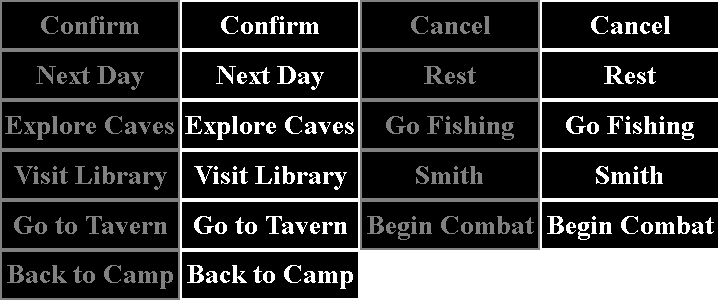 Confirm Confirm Cancel Cancel
Next Day Next Day Rest Rest
Explore Caves Explore Caves Go Fishing Go Fishing
Visit Library Visit Library Smith Smith
Go to Tavern Go to Tavern Begin Combat Begin Combat
Back to Camp Back to Camp